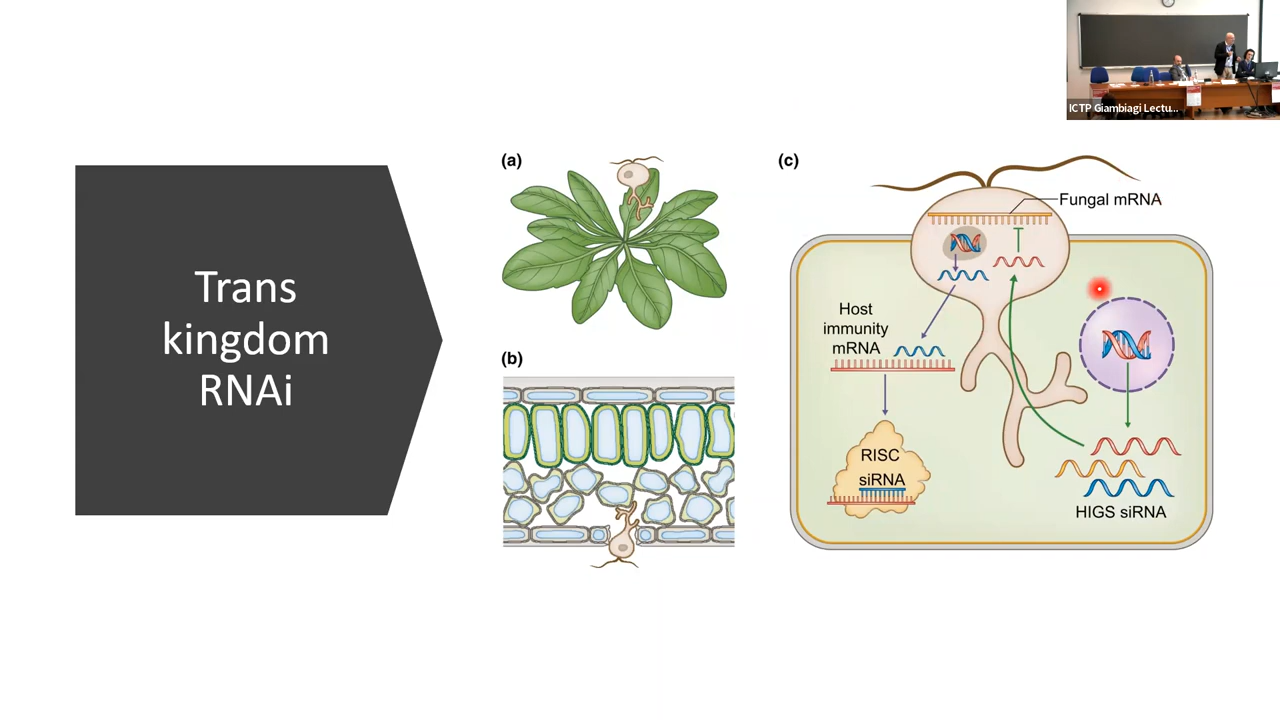 ICTP Giambiagi Lectu...
Trans
kingdom
RNAi
(a)
(b)
(c)
Fungal mRNA
Host
immunity
mRNA
RISC
siRNA
HIGS siRNA